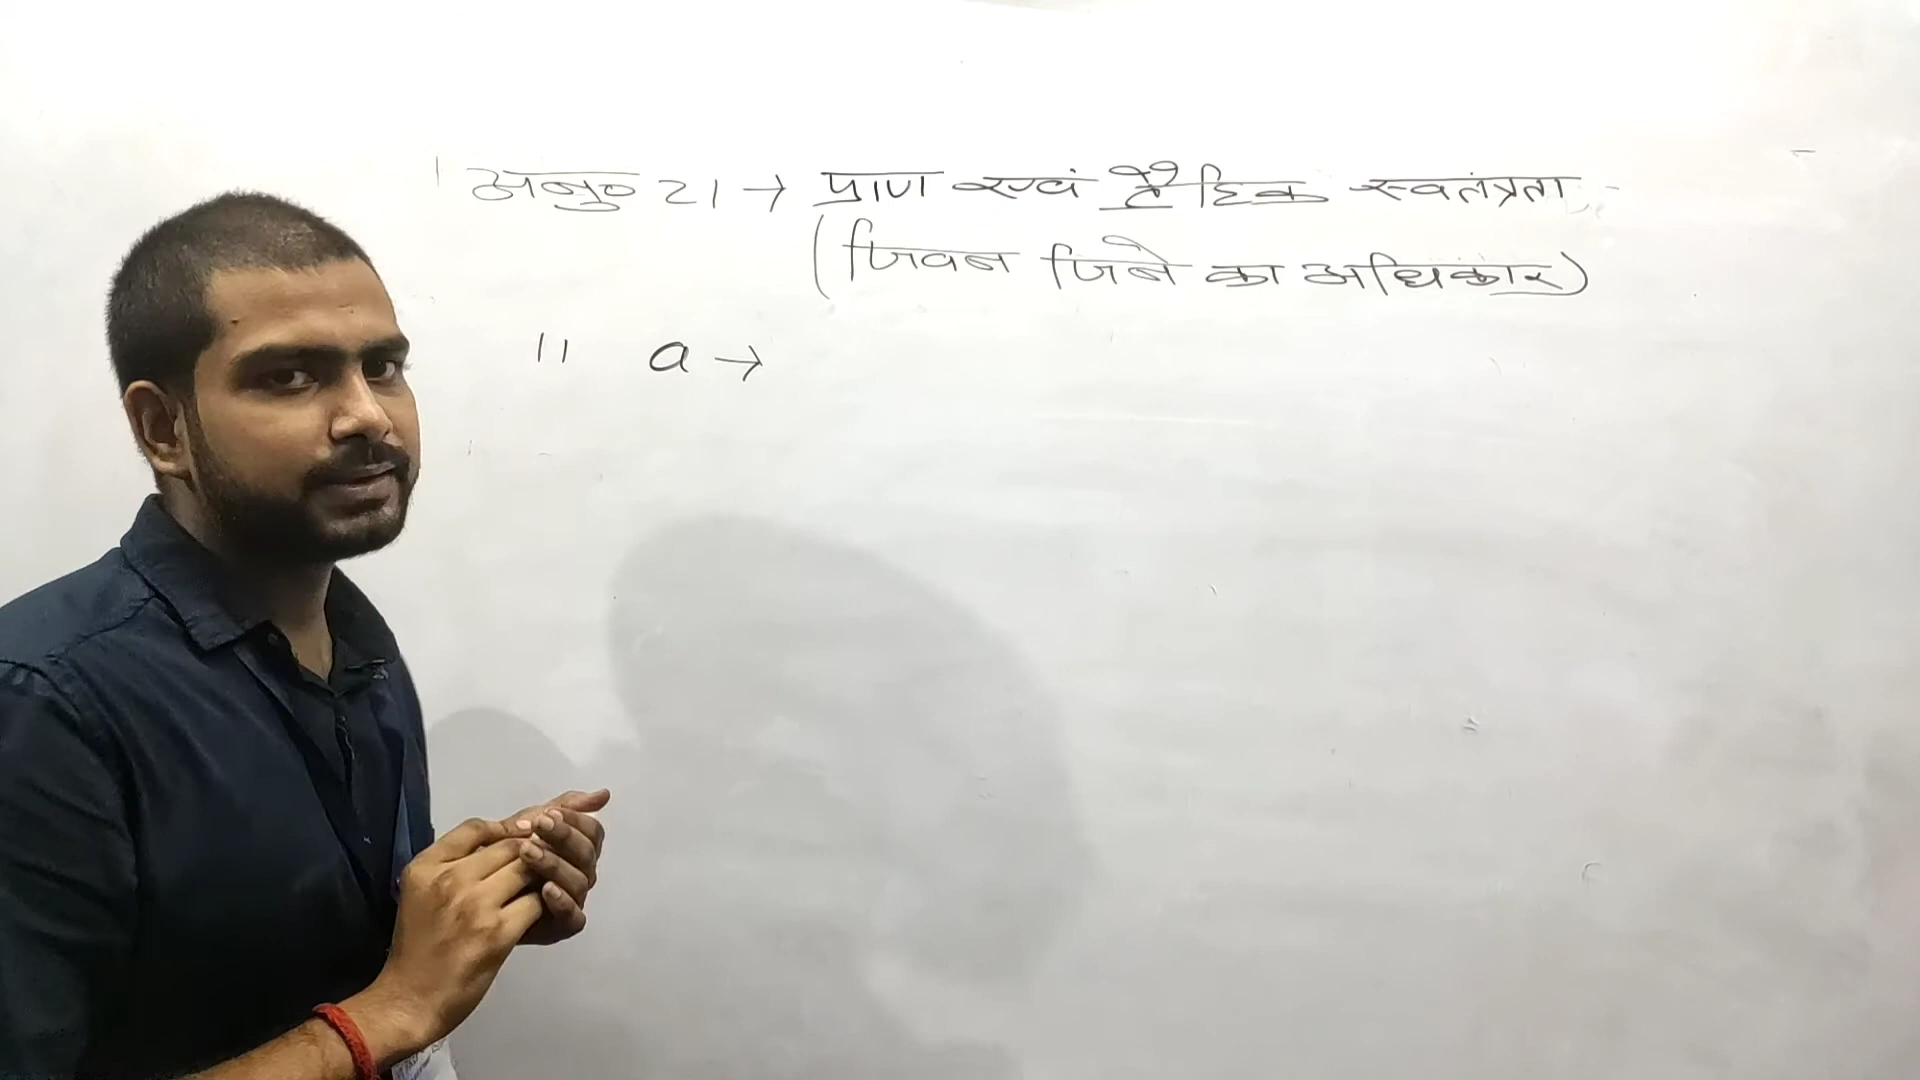 अनु० 21 → प्राण एवं दैहिक स्वतंत्रता
(जिवन जिने का अधिकार)
" a →